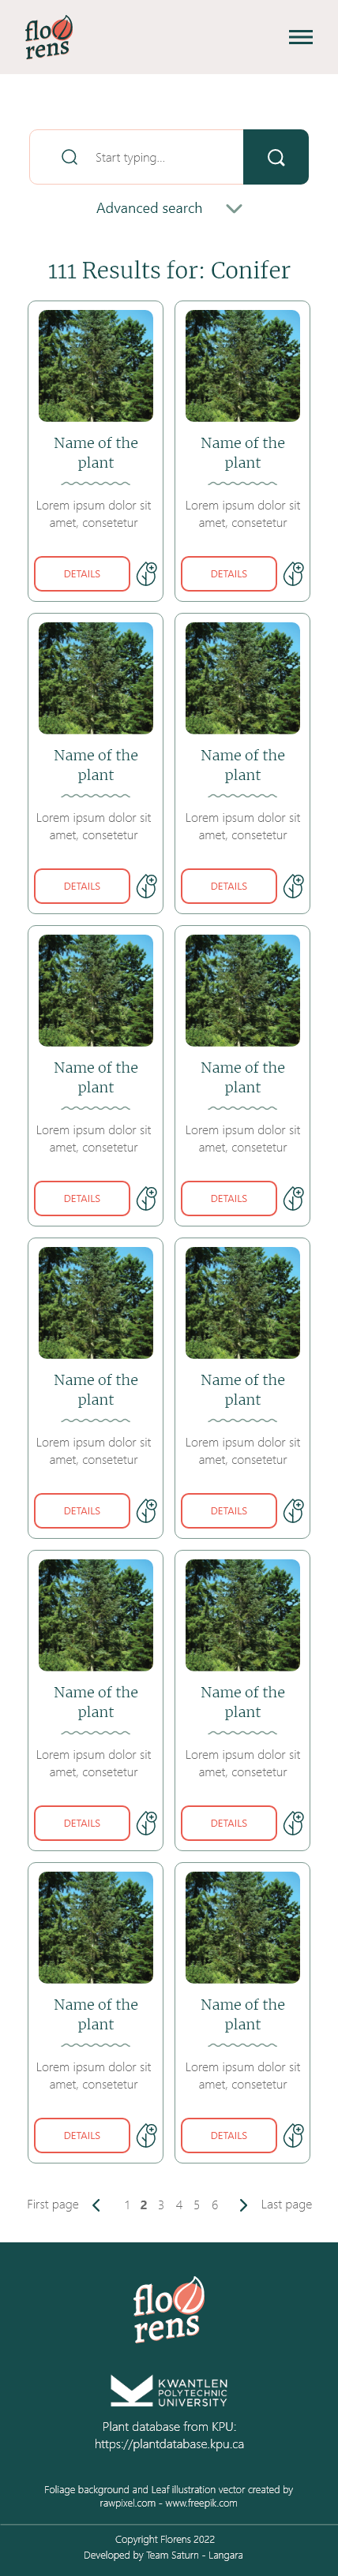 floo
rens
Start typing...
Advanced search
111 Results for: Conifer
Name of the
plant
Lorem ipsum dolor sit
amet, consetetur
DETAILS
Name of the
plant
Lorem ipsum dolor sit
amet, consetetur
DETAILS
Name of the
plant
Lorem ipsum dolor sit
amet, consetetur
DETAILS
Name of the
plant
Lorem ipsum dolor sit
amet, consetetur
DETAILS
Name of the
plant
Lorem ipsum dolor sit
amet, consetetur
DETAILS
Name of the
plant
Lorem ipsum dolor sit
amet, consetetur
DETAILS
Name of the
plant
Lorem ipsum dolor sit
amet, consetetur
DETAILS
Name of the
plant
Lorem ipsum dolor sit
amet, consetetur
DETAILS
Name of the
plant
Lorem ipsum dolor sit
amet, consetetur
DETAILS
Name of the
plant
Lorem ipsum dolor sit
amet, consetetur
DETAILS
Name of the
plant
Lorem ipsum dolor sit
amet, consetetur
DETAILS
Name of the
plant
Lorem ipsum dolor sit
amet, consetetur
DETAILS
First page 1 2 3 4 5 6 Last page
floo
rens
KWANTLEN
POLYTECHNIC
UNIVERSITY
Plant database from KPU:
https://plantdatabase.kpu.ca
Foliage background and Leaf illustration vector created by
rawpixel.com - www.freepik.com
Copyright Florens 2022
Developed by Team Saturn - Langara